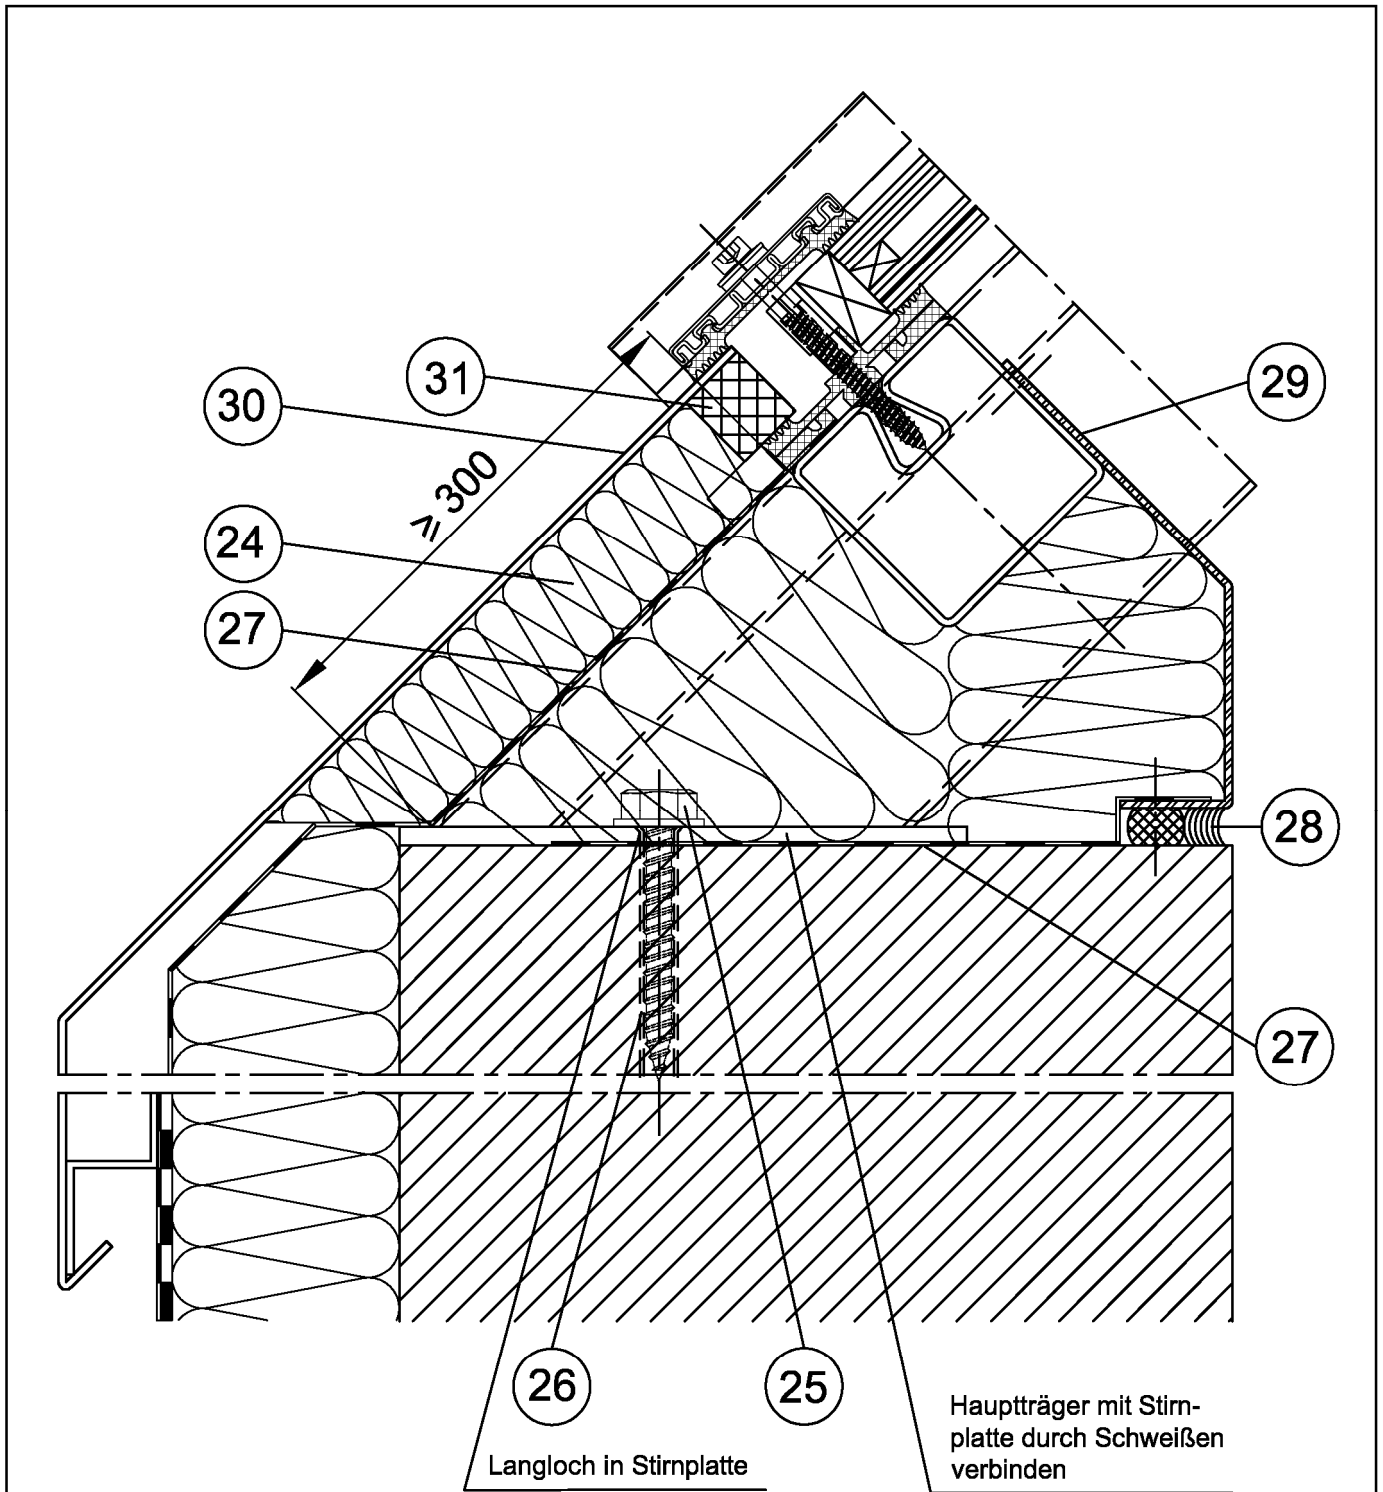 31
29
30
≥ 300
24
27
28
27
26
25
Hauptträger mit Stirn-
platte durch Schweißen
verbinden
Langloch in Stirnplatte